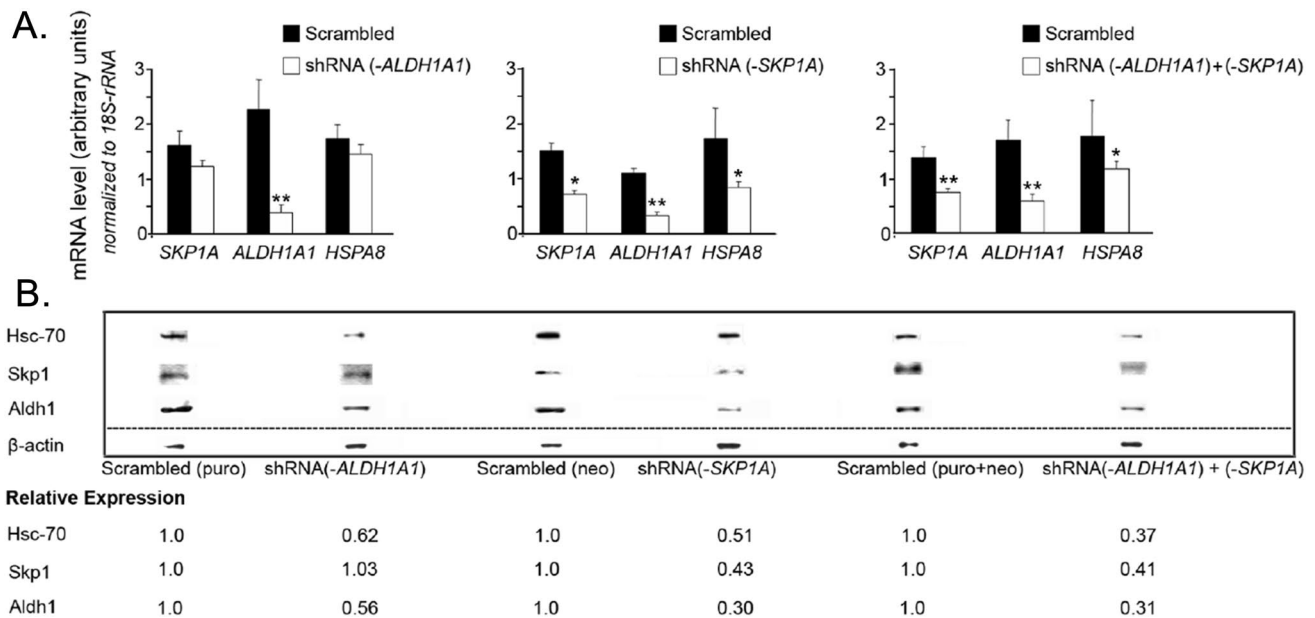 A.
mRNA level (arbitrary units)
normalized to 18S-rRNA
Scrambled
shRNA (-ALDH1A1)
3
2
1
0
SKP1A ALDH1A1 HSPA8
**
Scrambled
shRNA (-SKP1A)
3
2
1
0
SKP1A ALDH1A1 HSPA8
* ** *
Scrambled
shRNA (-ALDH1A1)+(-SKP1A)
3
2
1
0
SKP1A ALDH1A1 HSPA8
** ** *
B.
Hsc-70
Skp1
Aldh1
β-actin
Scrambled (puro) shRNA(-ALDH1A1) Scrambled (neo) shRNA(-SKP1A) Scrambled (puro+neo) shRNA(-ALDH1A1) + (-SKP1A)
Relative Expression
Hsc-70 1.0 0.62 1.0 0.51 1.0 0.37
Skp1 1.0 1.03 1.0 0.43 1.0 0.41
Aldh1 1.0 0.56 1.0 0.30 1.0 0.31